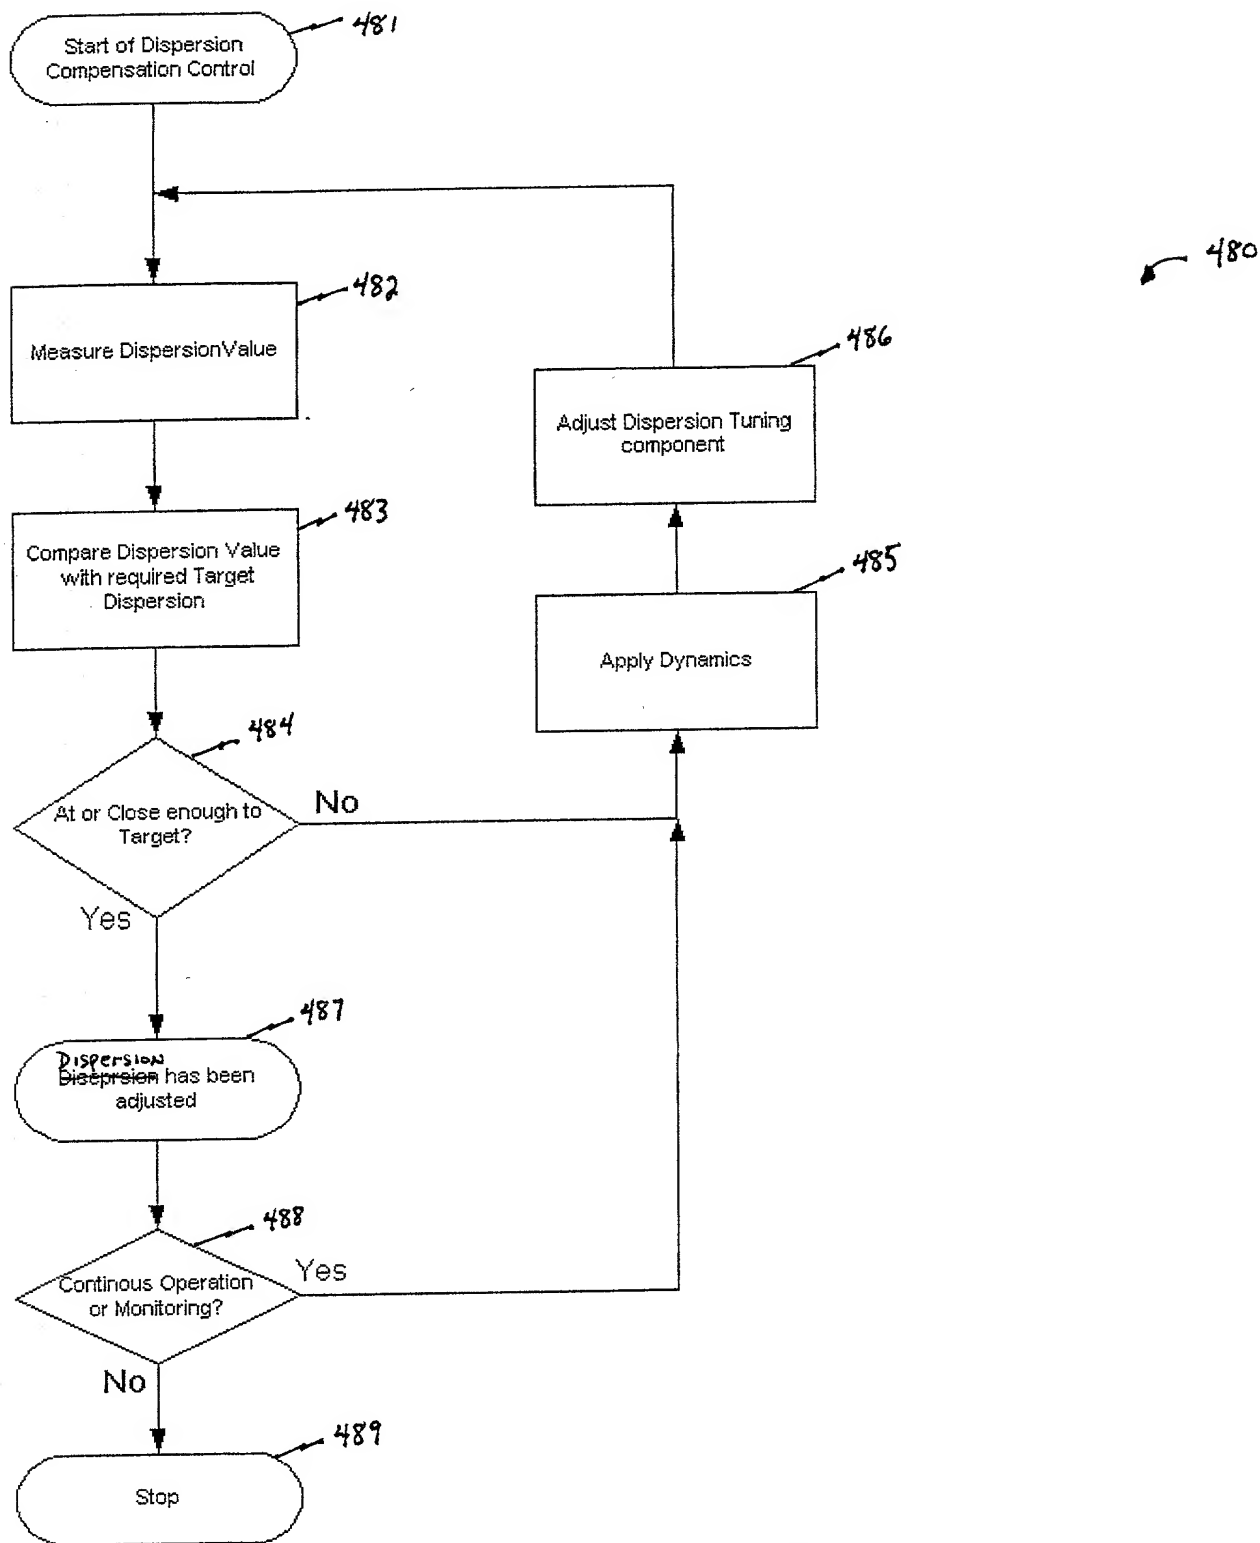 Start of Dispersion
Compensation Control
481
480
Measure DispersionValue
482
Adjust Dispersion Tuning
component
486
Compare Dispersion Value
with required Target
Dispersion
483
Apply Dynamics
485
At or Close enough to
Target?
484
No
Yes
Dispersion
Diseprsion has been
adjusted
487
Continous Operation
or Monitoring?
488
Yes
No
Stop
489